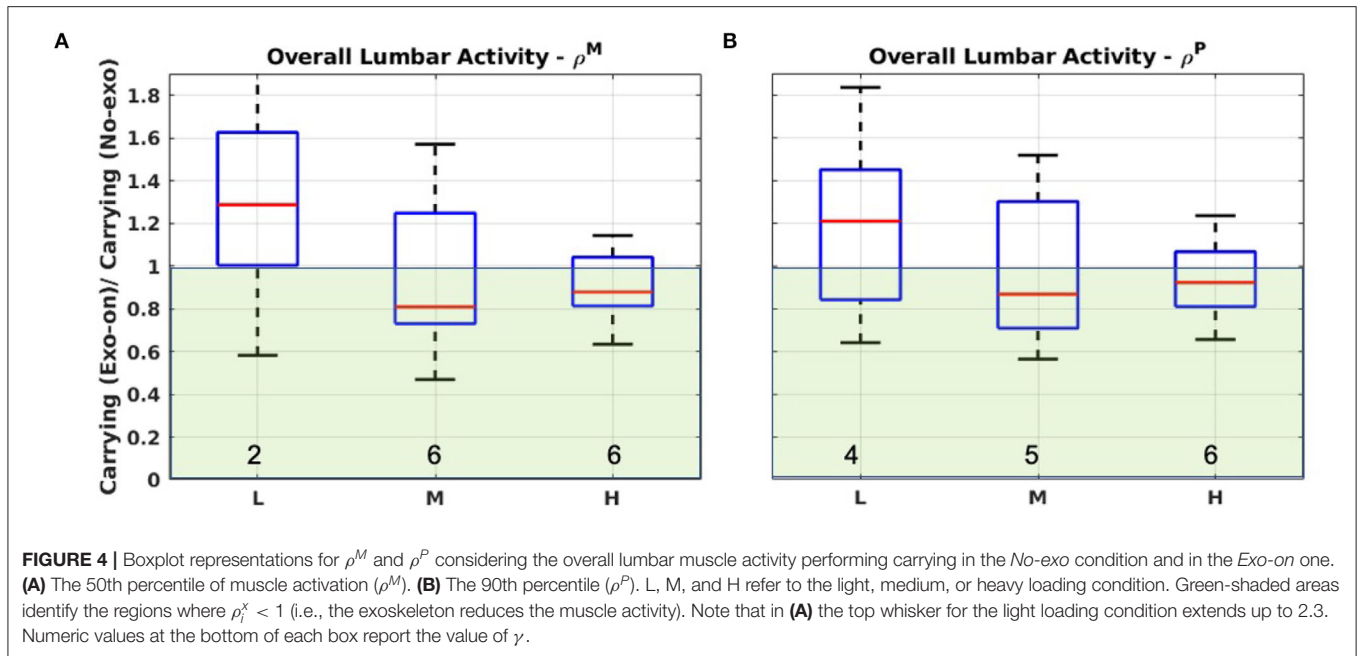 A
Overall Lumbar Activity - ρ^M
Carrying (Exo-on)/ Carrying (No-exo)
1.8
1.6
1.4
1.2
1
0.8
0.6
0.4
0.2
0
2 6 6
L M H
B
Overall Lumbar Activity - ρ^P
4 5 6
L M H
FIGURE 4 | Boxplot representations for ρ^M and ρ^P considering the overall lumbar muscle activity performing carrying in the No-exo condition and in the Exo-on one.
(A) The 50th percentile of muscle activation (ρ^M). (B) The 90th percentile (ρ^P). L, M, and H refer to the light, medium, or heavy loading condition. Green-shaded areas
identify the regions where ρ_i^x < 1 (i.e., the exoskeleton reduces the muscle activity). Note that in (A) the top whisker for the light loading condition extends up to 2.3.
Numeric values at the bottom of each box report the value of γ.